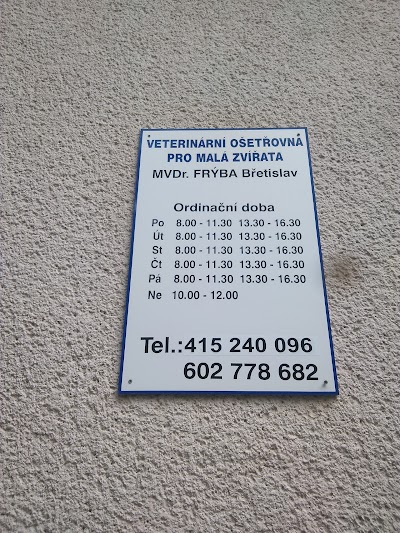 VETERINÁRNÍ OŠETŘOVNA
PRO MALÁ ZVÍŘATA
MVDr. FRÝBA Břetislav
Ordinační doba
Po 8.00 - 11.30 13.30 - 16.30
Út 8.00 - 11.30 13.30 - 16.30
St 8.00 - 11.30 13.30 - 16.30
Čt 8.00 - 11.30 13.30 - 16.30
Pá 8.00 - 11.30 13.30 - 16.30
Ne 10.00 - 12.00
Tel.:415 240 096
602 778 682